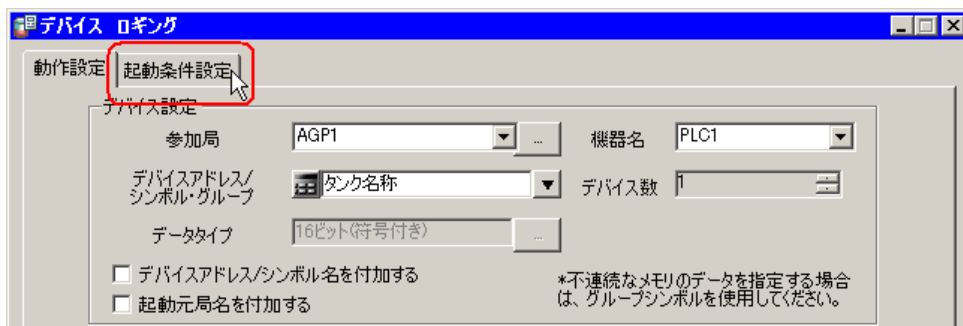 デバイス ロギング
動作設定 起動条件設定
デバイス設定
参加局 AGP1 ... 機器名 PLC1
デバイスアドレス/
シンボル・グループ タンク名称 デバイス数 1
データタイプ 16ビット(符号付き) ...
デバイスアドレス/シンボル名を付加する
起動元局名を付加する
*不連続なメモリのデータを指定する場合
は、グループシンボルを使用してください。